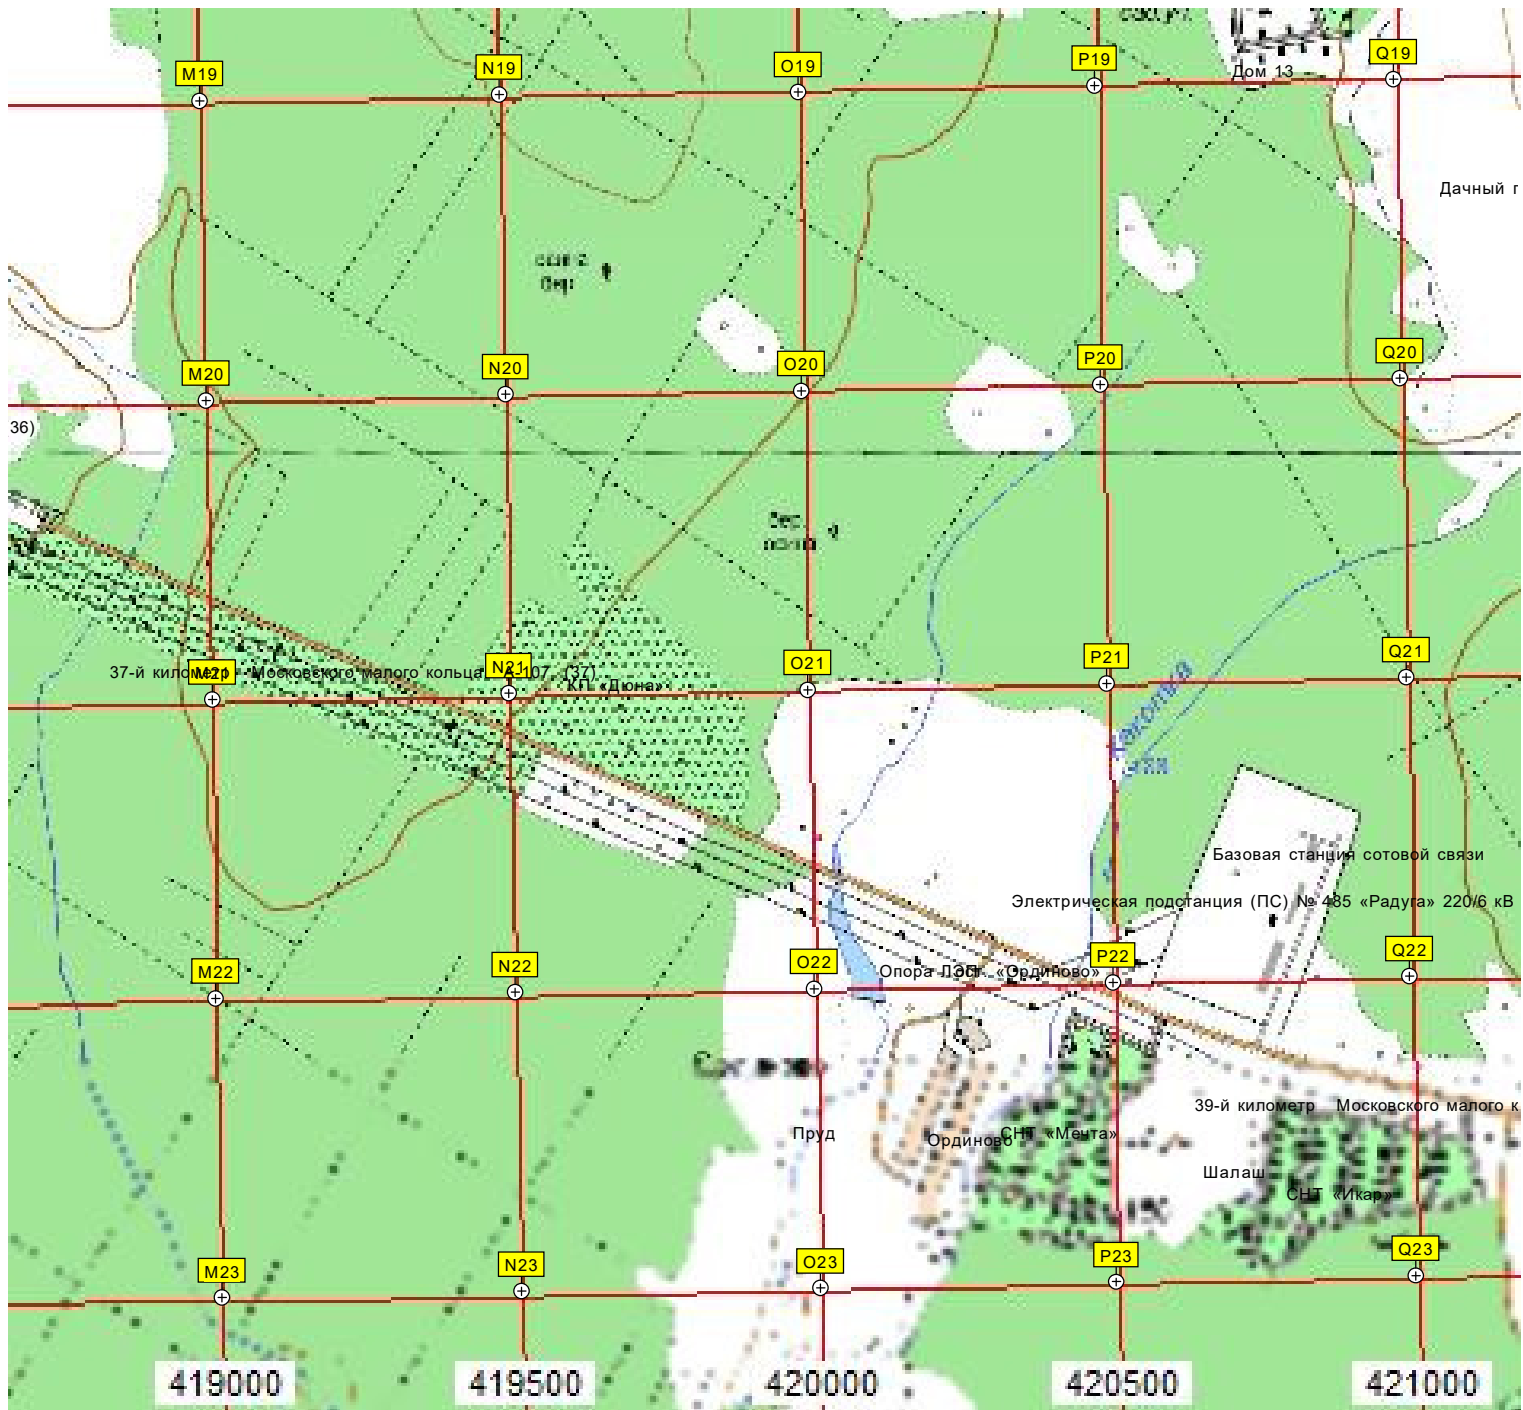 M19
N19
O19
P19
Q19
Дом 13
Дачный п
бер
M20
N20
O20
P20
Q20
36)
бер
M21
N21
O21
P21
Q21
37-й километр Московского малого кольца А-107 (37)
КП «Дюна»
Базовая станция сотовой связи
Электрическая подстанция (ПС) № 485 «Радуга» 220/6 кВ
M22
N22
O22
P22
Q22
Опора ЛЭП
«Ординово»
39-й километр Московского малого к
Пруд
Ординово
СНТ «Мечта»
Шалаш
СНТ «Икар»
M23
N23
O23
P23
Q23
419000
419500
420000
420500
421000